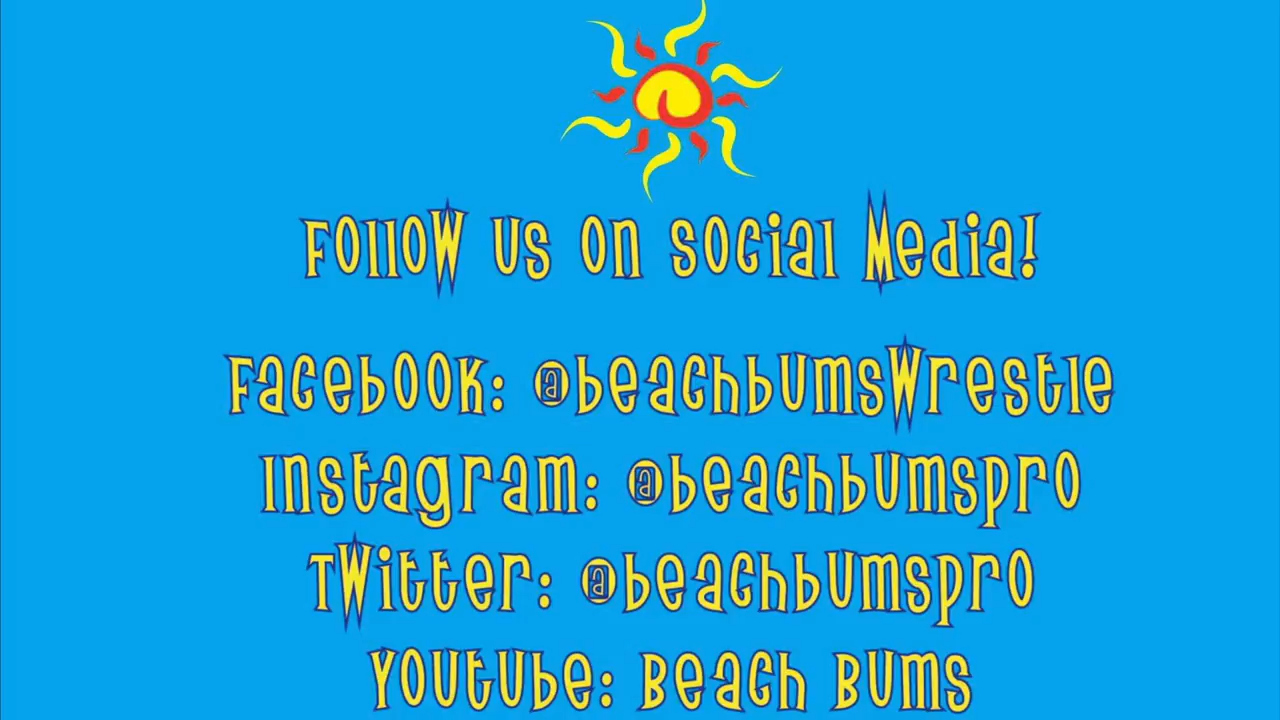 Follow us on social Media!
Facebook: @beachbumsWrestle
Instagram: @beachbumspro
Twitter: @beachbumspro
Youtube: Beach Bums